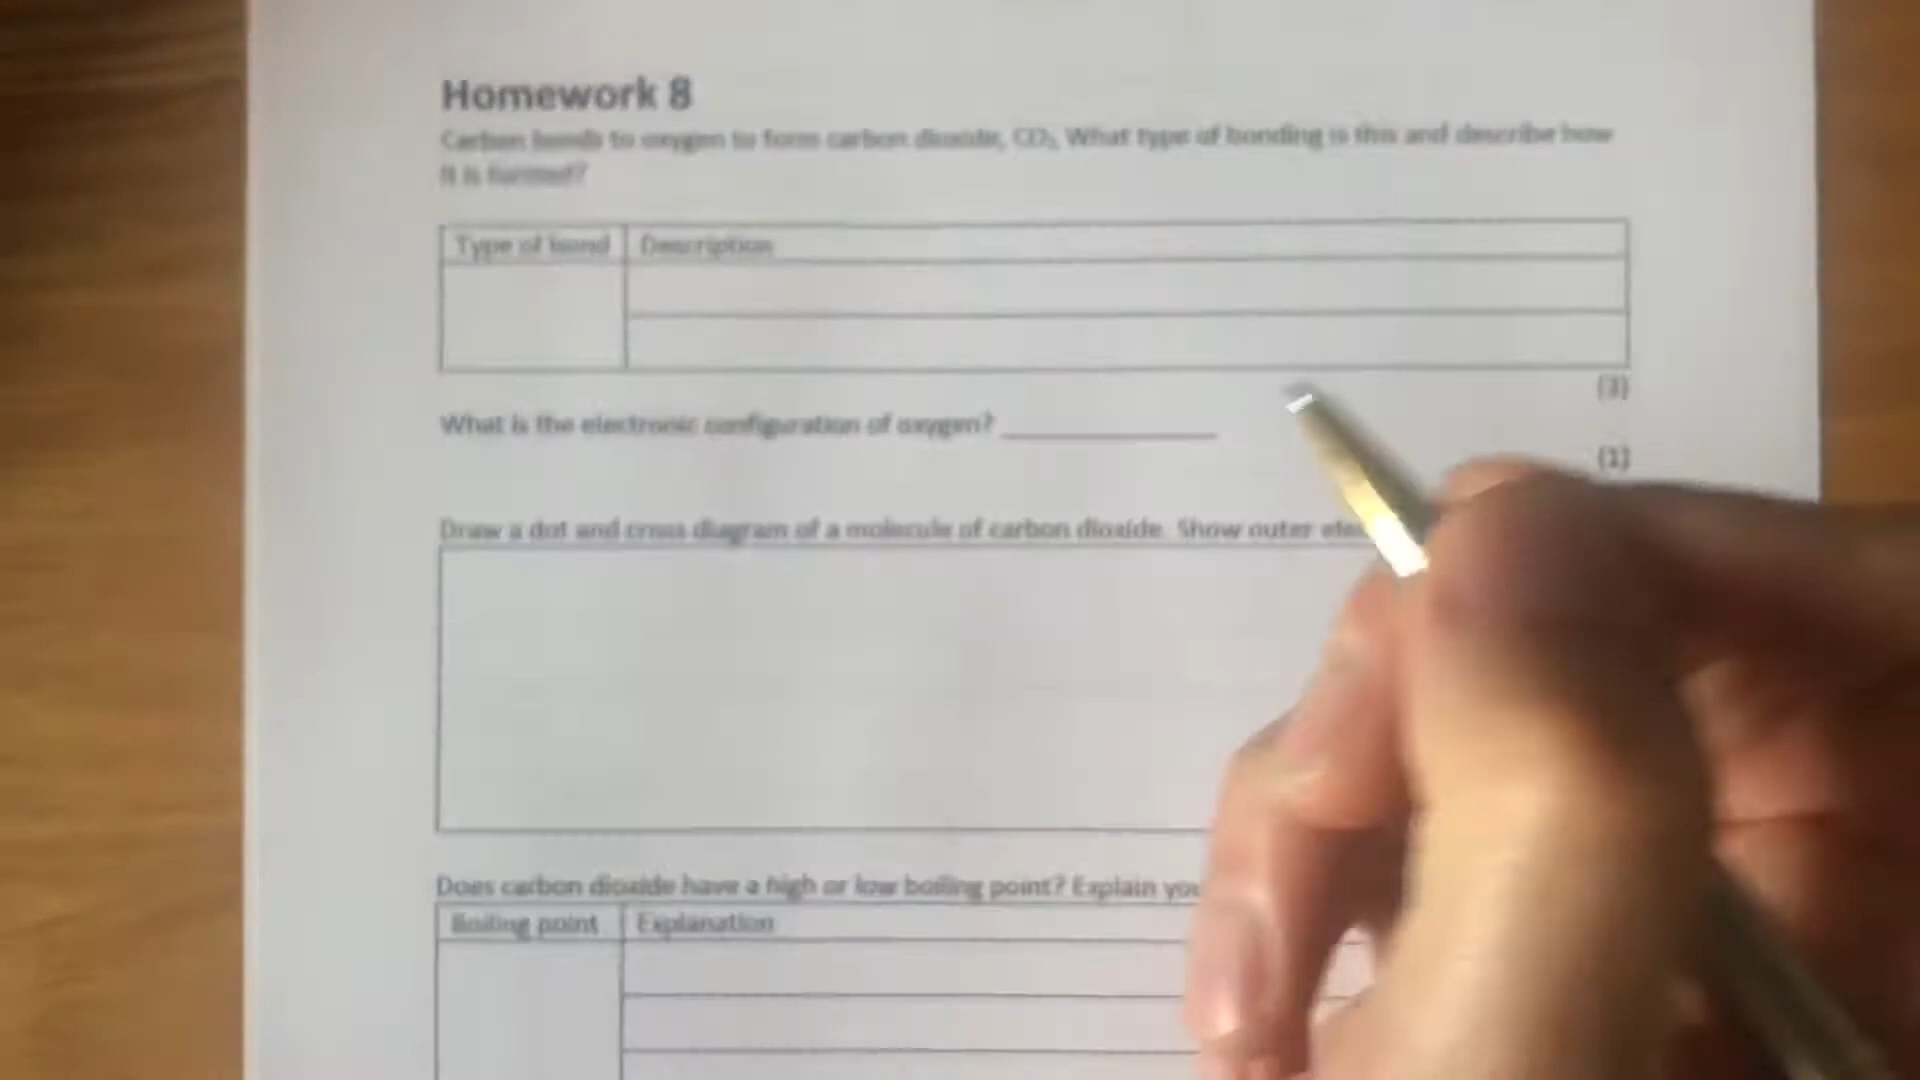 Homework 8
Carbon bonds to oxygen to form carbon dioxide, CO₂. What type of bonding is this and describe how
it is formed?
Type of bond Description
(3)
What is the electronic configuration of oxygen? ____________
(1)
Draw a dot and cross diagram of a molecule of carbon dioxide. Show outer
Does carbon dioxide have a high or low boiling point? Explain
Boiling point Explanation